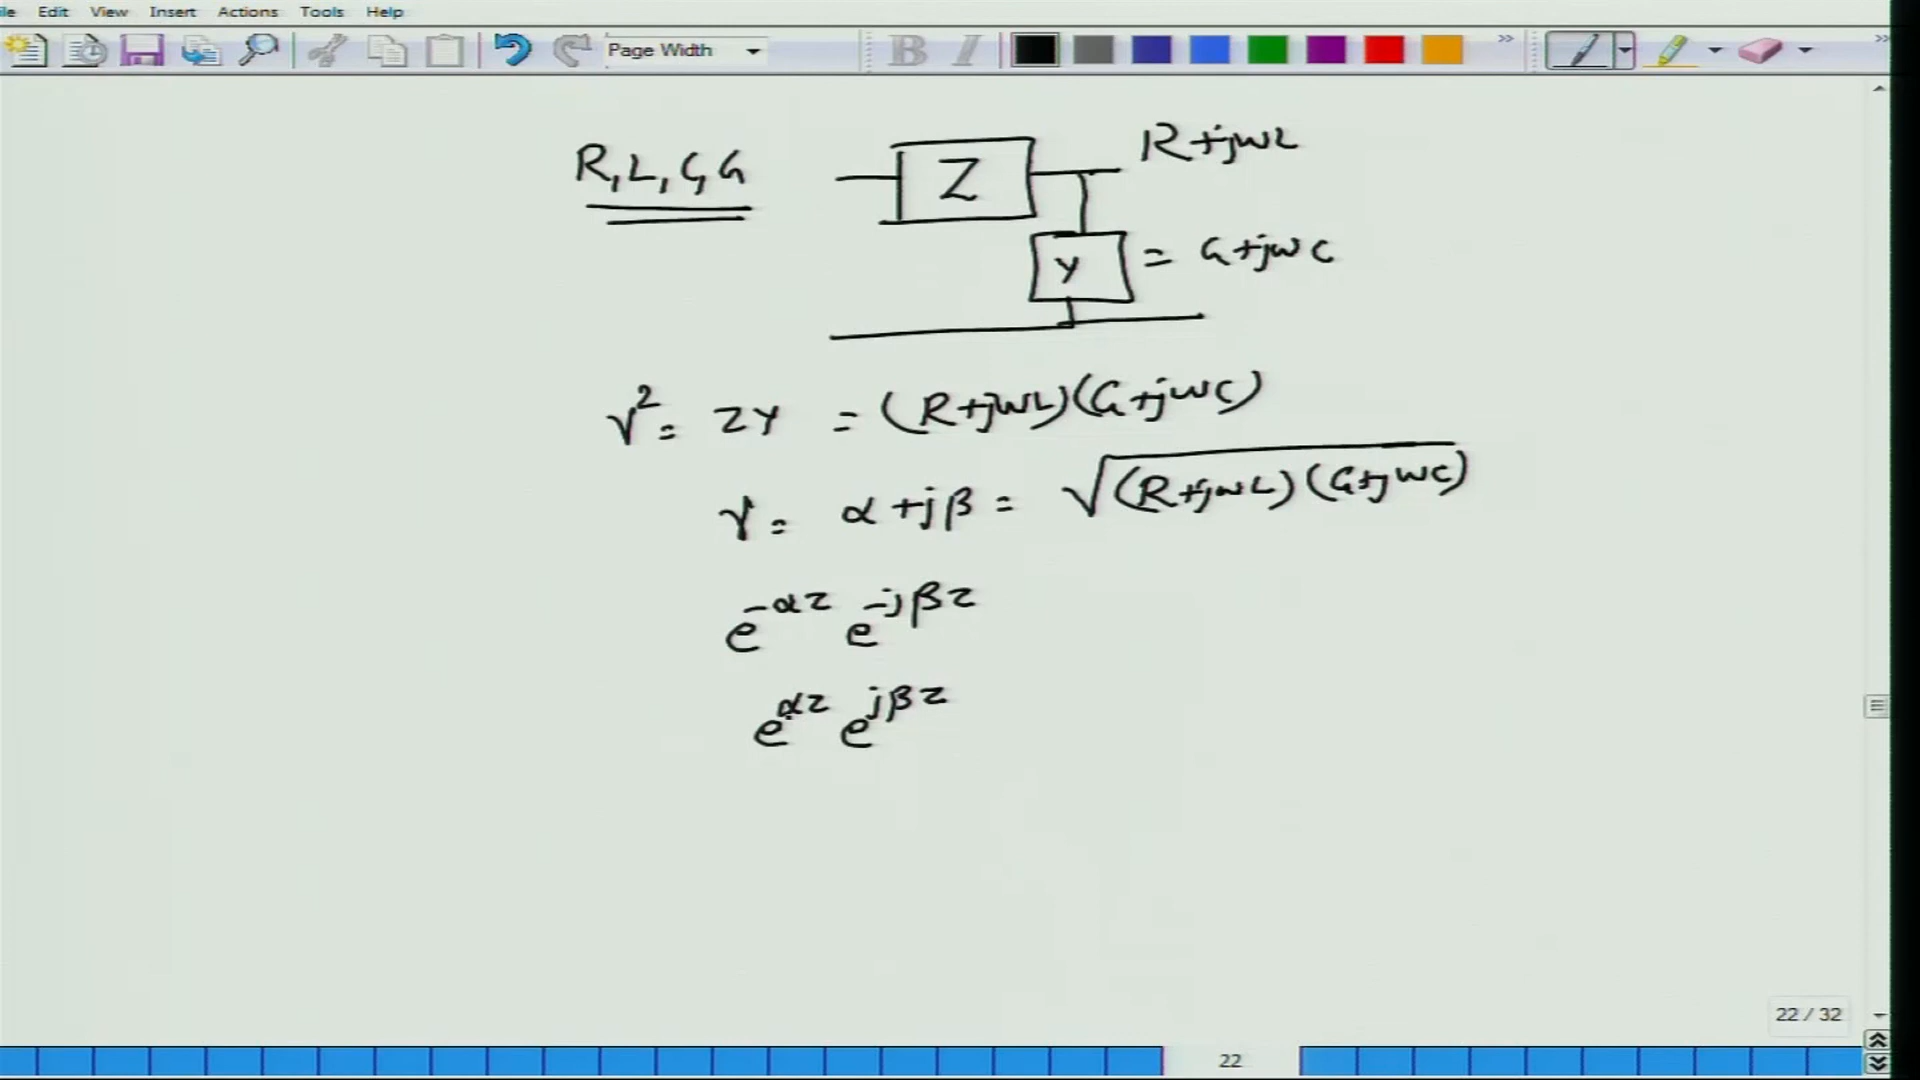 le Edit View Insert Actions Tools Help
Page Width
B I
R, L, C, G
Z
R+jωL
Y = G+jωC
γ² = ZY = (R+jωL)(G+jωC)
γ = α+jβ = √(R+jωL)(G+jωC)
e^-αz e^-jβz
e^αz e^jβz
22 / 32
22